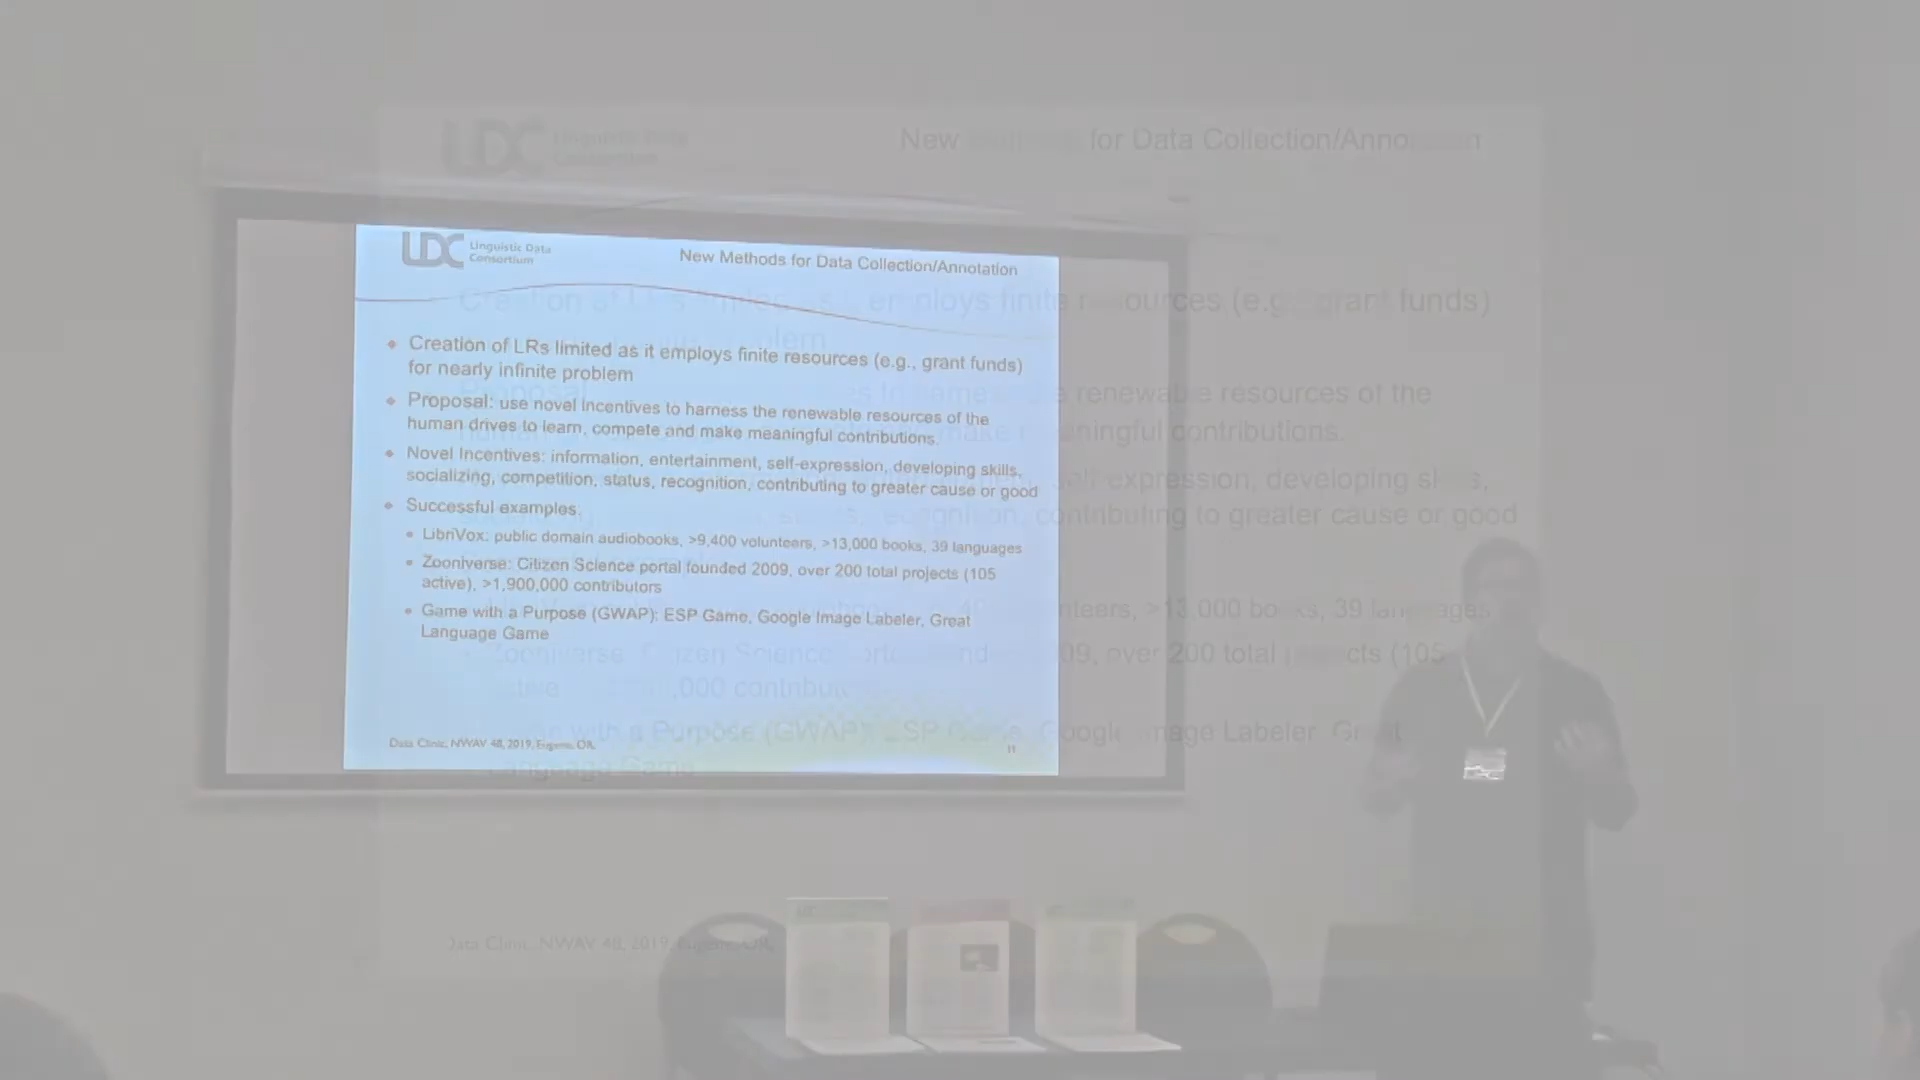 LDC Linguistic Data
Consortium
New Methods for Data Collection/Annotation
Creation of LRs limited as it employs finite resources (e.g., grant funds)
for nearly infinite problem
Proposal: use novel Incentives to harness the renewable resources of the
human drives to learn, compete and make meaningful contributions.
Novel Incentives: information, entertainment, self-expression, developing skills,
socializing, competition, status, recognition, contributing to greater cause or good
Successful examples:
LibriVox: public domain audiobooks, >9,400 volunteers, >13,000 books, 39 languages
Zooniverse: Citizen Science portal founded 2009, over 200 total projects (105
active), >1,900,000 contributors
Game with a Purpose (GWAP): ESP Game, Google Image Labeler, Great
Language Game
Data Clinic, NWAV 48, 2019, Eugene, OR,
11